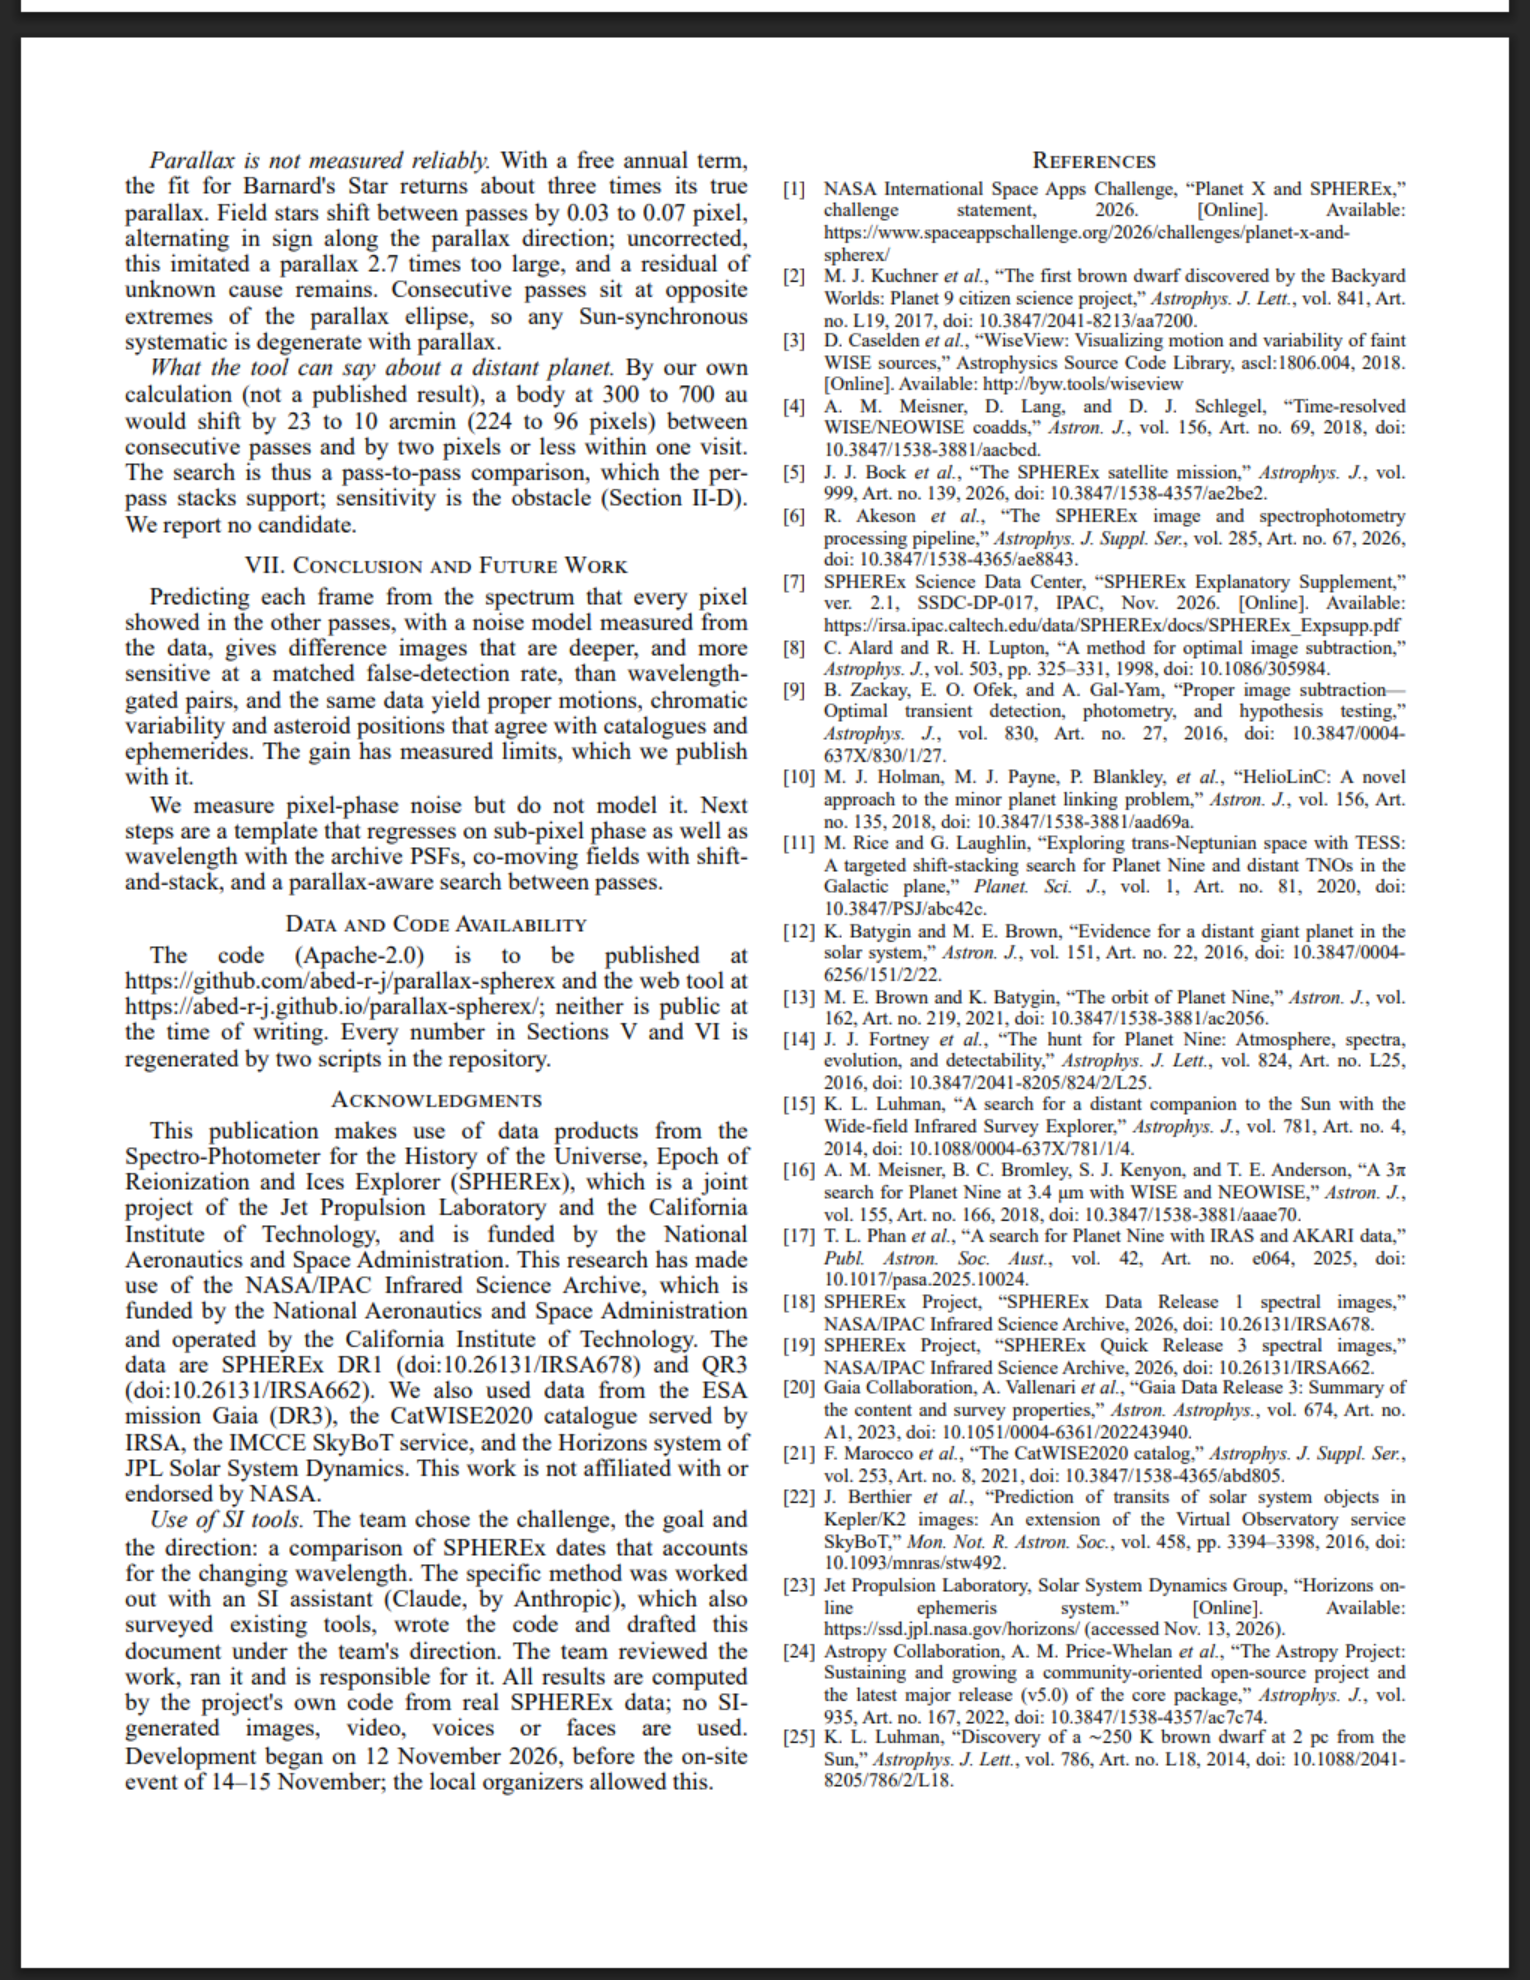 Parallax is not measured reliably. With a free annual term,
the fit for Barnard's Star returns about three times its true
parallax. Field stars shift between passes by 0.03 to 0.07 pixel,
alternating in sign along the parallax direction; uncorrected,
this imitated a parallax 2.7 times too large, and a residual of
unknown cause remains. Consecutive passes sit at opposite
extremes of the parallax ellipse, so any Sun-synchronous
systematic is degenerate with parallax.
What the tool can say about a distant planet. By our own
calculation (not a published result), a body at 300 to 700 au
would shift by 23 to 10 arcmin (224 to 96 pixels) between
consecutive passes and by two pixels or less within one visit.
The search is thus a pass-to-pass comparison, which the per-
pass stacks support; sensitivity is the obstacle (Section II-D).
We report no candidate.
VII. CONCLUSION AND FUTURE WORK
Predicting each frame from the spectrum that every pixel
showed in the other passes, with a noise model measured from
the data, gives difference images that are deeper, and more
sensitive at a matched false-detection rate, than wavelength-
gated pairs, and the same data yield proper motions, chromatic
variability and asteroid positions that agree with catalogues and
ephemerides. The gain has measured limits, which we publish
with it.
We measure pixel-phase noise but do not model it. Next
steps are a template that regresses on sub-pixel phase as well as
wavelength with the archive PSFs, co-moving fields with shift-
and-stack, and a parallax-aware search between passes.
DATA AND CODE AVAILABILITY
The code (Apache-2.0) is to be published at
https://github.com/abed-r-j/parallax-spherex and the web tool at
https://abed-r-j.github.io/parallax-spherex/; neither is public at
the time of writing. Every number in Sections V and VI is
regenerated by two scripts in the repository.
ACKNOWLEDGMENTS
This publication makes use of data products from the
Spectro-Photometer for the History of the Universe, Epoch of
Reionization and Ices Explorer (SPHEREx), which is a joint
project of the Jet Propulsion Laboratory and the California
Institute of Technology, and is funded by the National
Aeronautics and Space Administration. This research has made
use of the NASA/IPAC Infrared Science Archive, which is
funded by the National Aeronautics and Space Administration
and operated by the California Institute of Technology. The
data are SPHEREx DR1 (doi:10.26131/IRSA678) and QR3
(doi:10.26131/IRSA662). We also used data from the ESA
mission Gaia (DR3), the CatWISE2020 catalogue served by
IRSA, the IMCCE SkyBoT service, and the Horizons system of
JPL Solar System Dynamics. This work is not affiliated with or
endorsed by NASA.
Use of SI tools. The team chose the challenge, the goal and
the direction: a comparison of SPHEREx dates that accounts
for the changing wavelength. The specific method was worked
out with an SI assistant (Claude, by Anthropic), which also
surveyed existing tools, wrote the code and drafted this
document under the team's direction. The team reviewed the
work, ran it and is responsible for it. All results are computed
by the project's own code from real SPHEREx data; no SI-
generated images, video, voices or faces are used.
Development began on 12 November 2026, before the on-site
event of 14–15 November; the local organizers allowed this.
REFERENCES
[1] NASA International Space Apps Challenge, “Planet X and SPHEREx,”
challenge statement, 2026. [Online]. Available:
https://www.spaceappschallenge.org/2026/challenges/planet-x-and-
spherex/
[2] M. J. Kuchner et al., “The first brown dwarf discovered by the Backyard
Worlds: Planet 9 citizen science project,” Astrophys. J. Lett., vol. 841, Art.
no. L19, 2017, doi: 10.3847/2041-8213/aa7200.
[3] D. Caselden et al., “WiseView: Visualizing motion and variability of faint
WISE sources,” Astrophysics Source Code Library, ascl:1806.004, 2018.
[Online]. Available: http://byw.tools/wiseview
[4] A. M. Meisner, D. Lang, and D. J. Schlegel, “Time-resolved
WISE/NEOWISE coadds,” Astron. J., vol. 156, Art. no. 69, 2018, doi:
10.3847/1538-3881/aacbcd.
[5] J. J. Bock et al., “The SPHEREx satellite mission,” Astrophys. J., vol.
999, Art. no. 139, 2026, doi: 10.3847/1538-4357/ae2be2.
[6] R. Akeson et al., “The SPHEREx image and spectrophotometry
processing pipeline,” Astrophys. J. Suppl. Ser., vol. 285, Art. no. 67, 2026,
doi: 10.3847/1538-4365/ae8843.
[7] SPHEREx Science Data Center, “SPHEREx Explanatory Supplement,”
ver. 2.1, SSDC-DP-017, IPAC, Nov. 2026. [Online]. Available:
https://irsa.ipac.caltech.edu/data/SPHEREx/docs/SPHEREx_Expsupp.pdf
[8] C. Alard and R. H. Lupton, “A method for optimal image subtraction,”
Astrophys. J., vol. 503, pp. 325–331, 1998, doi: 10.1086/305984.
[9] B. Zackay, E. O. Ofek, and A. Gal-Yam, “Proper image subtraction—
Optimal transient detection, photometry, and hypothesis testing,”
Astrophys. J., vol. 830, Art. no. 27, 2016, doi: 10.3847/0004-
637X/830/1/27.
[10] M. J. Holman, M. J. Payne, P. Blankley, et al., “HelioLinC: A novel
approach to the minor planet linking problem,” Astron. J., vol. 156, Art.
no. 135, 2018, doi: 10.3847/1538-3881/aad69a.
[11] M. Rice and G. Laughlin, “Exploring trans-Neptunian space with TESS:
A targeted shift-stacking search for Planet Nine and distant TNOs in the
Galactic plane,” Planet. Sci. J., vol. 1, Art. no. 81, 2020, doi:
10.3847/PSJ/abc42c.
[12] K. Batygin and M. E. Brown, “Evidence for a distant giant planet in the
solar system,” Astron. J., vol. 151, Art. no. 22, 2016, doi: 10.3847/0004-
6256/151/2/22.
[13] M. E. Brown and K. Batygin, “The orbit of Planet Nine,” Astron. J., vol.
162, Art. no. 219, 2021, doi: 10.3847/1538-3881/ac2056.
[14] J. J. Fortney et al., “The hunt for Planet Nine: Atmosphere, spectra,
evolution, and detectability,” Astrophys. J. Lett., vol. 824, Art. no. L25,
2016, doi: 10.3847/2041-8205/824/2/L25.
[15] K. L. Luhman, “A search for a distant companion to the Sun with the
Wide-field Infrared Survey Explorer,” Astrophys. J., vol. 781, Art. no. 4,
2014, doi: 10.1088/0004-637X/781/1/4.
[16] A. M. Meisner, B. C. Bromley, S. J. Kenyon, and T. E. Anderson, “A 3π
search for Planet Nine at 3.4 μm with WISE and NEOWISE,” Astron. J.,
vol. 155, Art. no. 166, 2018, doi: 10.3847/1538-3881/aaae70.
[17] T. L. Phan et al., “A search for Planet Nine with IRAS and AKARI data,”
Publ. Astron. Soc. Aust., vol. 42, Art. no. e064, 2025, doi:
10.1017/pasa.2025.10024.
[18] SPHEREx Project, “SPHEREx Data Release 1 spectral images,”
NASA/IPAC Infrared Science Archive, 2026, doi: 10.26131/IRSA678.
[19] SPHEREx Project, “SPHEREx Quick Release 3 spectral images,”
NASA/IPAC Infrared Science Archive, 2026, doi: 10.26131/IRSA662.
[20] Gaia Collaboration, A. Vallenari et al., “Gaia Data Release 3: Summary of
the content and survey properties,” Astron. Astrophys., vol. 674, Art. no.
A1, 2023, doi: 10.1051/0004-6361/202243940.
[21] F. Marocco et al., “The CatWISE2020 catalog,” Astrophys. J. Suppl. Ser.,
vol. 253, Art. no. 8, 2021, doi: 10.3847/1538-4365/abd805.
[22] J. Berthier et al., “Prediction of transits of solar system objects in
Kepler/K2 images: An extension of the Virtual Observatory service
SkyBoT,” Mon. Not. R. Astron. Soc., vol. 458, pp. 3394–3398, 2016, doi:
10.1093/mnras/stw492.
[23] Jet Propulsion Laboratory, Solar System Dynamics Group, “Horizons on-
line ephemeris system.” [Online]. Available:
https://ssd.jpl.nasa.gov/horizons/ (accessed Nov. 13, 2026).
[24] Astropy Collaboration, A. M. Price-Whelan et al., “The Astropy Project:
Sustaining and growing a community-oriented open-source project and
the latest major release (v5.0) of the core package,” Astrophys. J., vol.
935, Art. no. 167, 2022, doi: 10.3847/1538-4357/ac7c74.
[25] K. L. Luhman, “Discovery of a ~250 K brown dwarf at 2 pc from the
Sun,” Astrophys. J. Lett., vol. 786, Art. no. L18, 2014, doi: 10.1088/2041-
8205/786/2/L18.